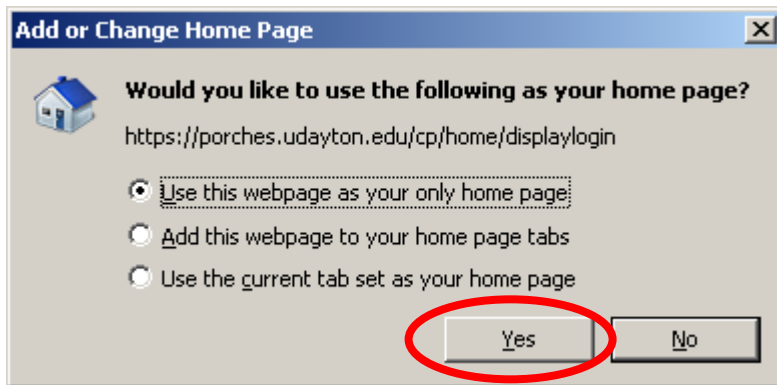 Add or Change Home Page
Would you like to use the following as your home page?
https://porches.udayton.edu/cp/home/displaylogin
Use this webpage as your only home page
Add this webpage to your home page tabs
Use the current tab set as your home page
Yes No